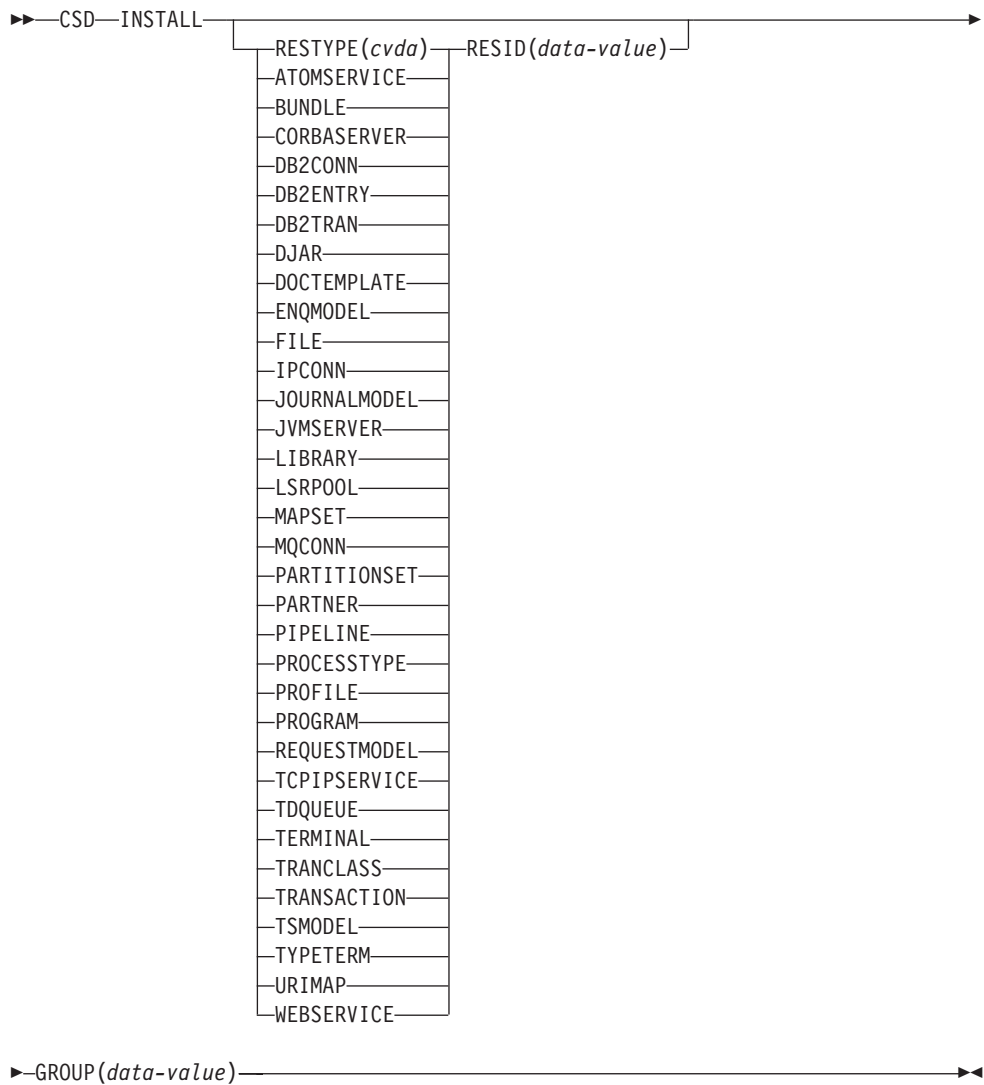 CSD INSTALL
RESTYPE(cvda) RESID(data-value)
ATOMSERVICE
BUNDLE
CORBASERVER
DB2CONN
DB2ENTRY
DB2TRAN
DJAR
DOCTEMPLATE
ENQMODEL
FILE
IPCONN
JOURNALMODEL
JVMSERVER
LIBRARY
LSRPOOL
MAPSET
MQCONN
PARTITIONSET
PARTNER
PIPELINE
PROCESSTYPE
PROFILE
PROGRAM
REQUESTMODEL
TCPIPSERVICE
TDQUEUE
TERMINAL
TRANCLASS
TRANSACTION
TSMODEL
TYPETERM
URIMAP
WEBSERVICE
GROUP(data-value)